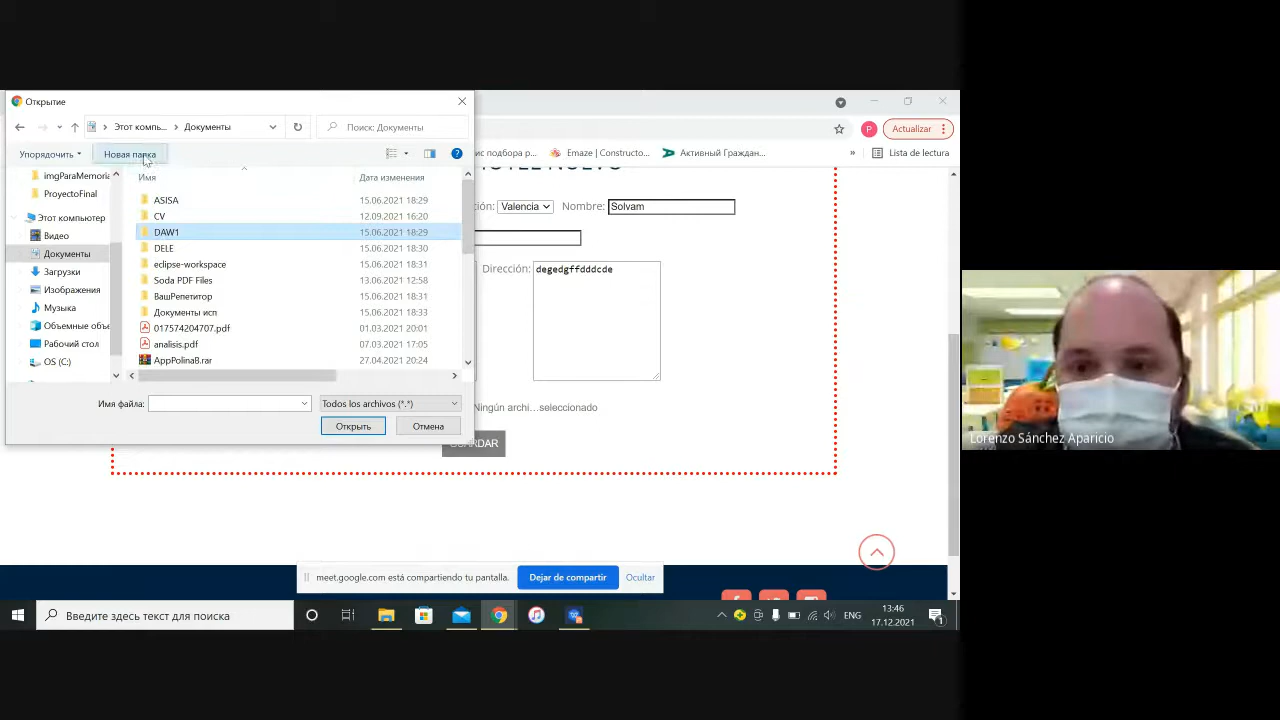 Открытие
Этот компь... Документы
Поиск: Документы
Actualizar
P
Упорядочить
Новая папка
ис подбора р...
Emaze | Constructo...
Активный Граждан...
»
Lista de lectura
imgParaMemoria
ProyectoFinal
Этот компьютер
Видео
Документы
Загрузки
Изображения
Музыка
Объемные объе
Рабочий стол
OS (C:)
Имя
Дата изменения
ASISA 15.06.2021 18:29
CV 12.09.2021 16:20
DAW1 15.06.2021 18:29
DELE 15.06.2021 18:30
eclipse-workspace 15.06.2021 18:31
Soda PDF Files 13.06.2021 12:58
ВашРепетитор 15.06.2021 18:31
Документы исп 15.06.2021 18:33
017574204707.pdf 01.03.2021 20:01
analisis.pdf 07.03.2021 17:05
AppPolina8.rar 27.04.2021 20:24
Имя файла:
Todos los archivos (*.*)
Открыть
Отмена
ción: Valencia Nombre: Solvam
Dirección: degedgffdddcde
Ningún archi…seleccionado
Lorenzo Sánchez Aparicio
meet.google.com está compartiendo tu pantalla.
Dejar de compartir
Ocultar
Введите здесь текст для поиска
ENG
13:46
17.12.2021
1